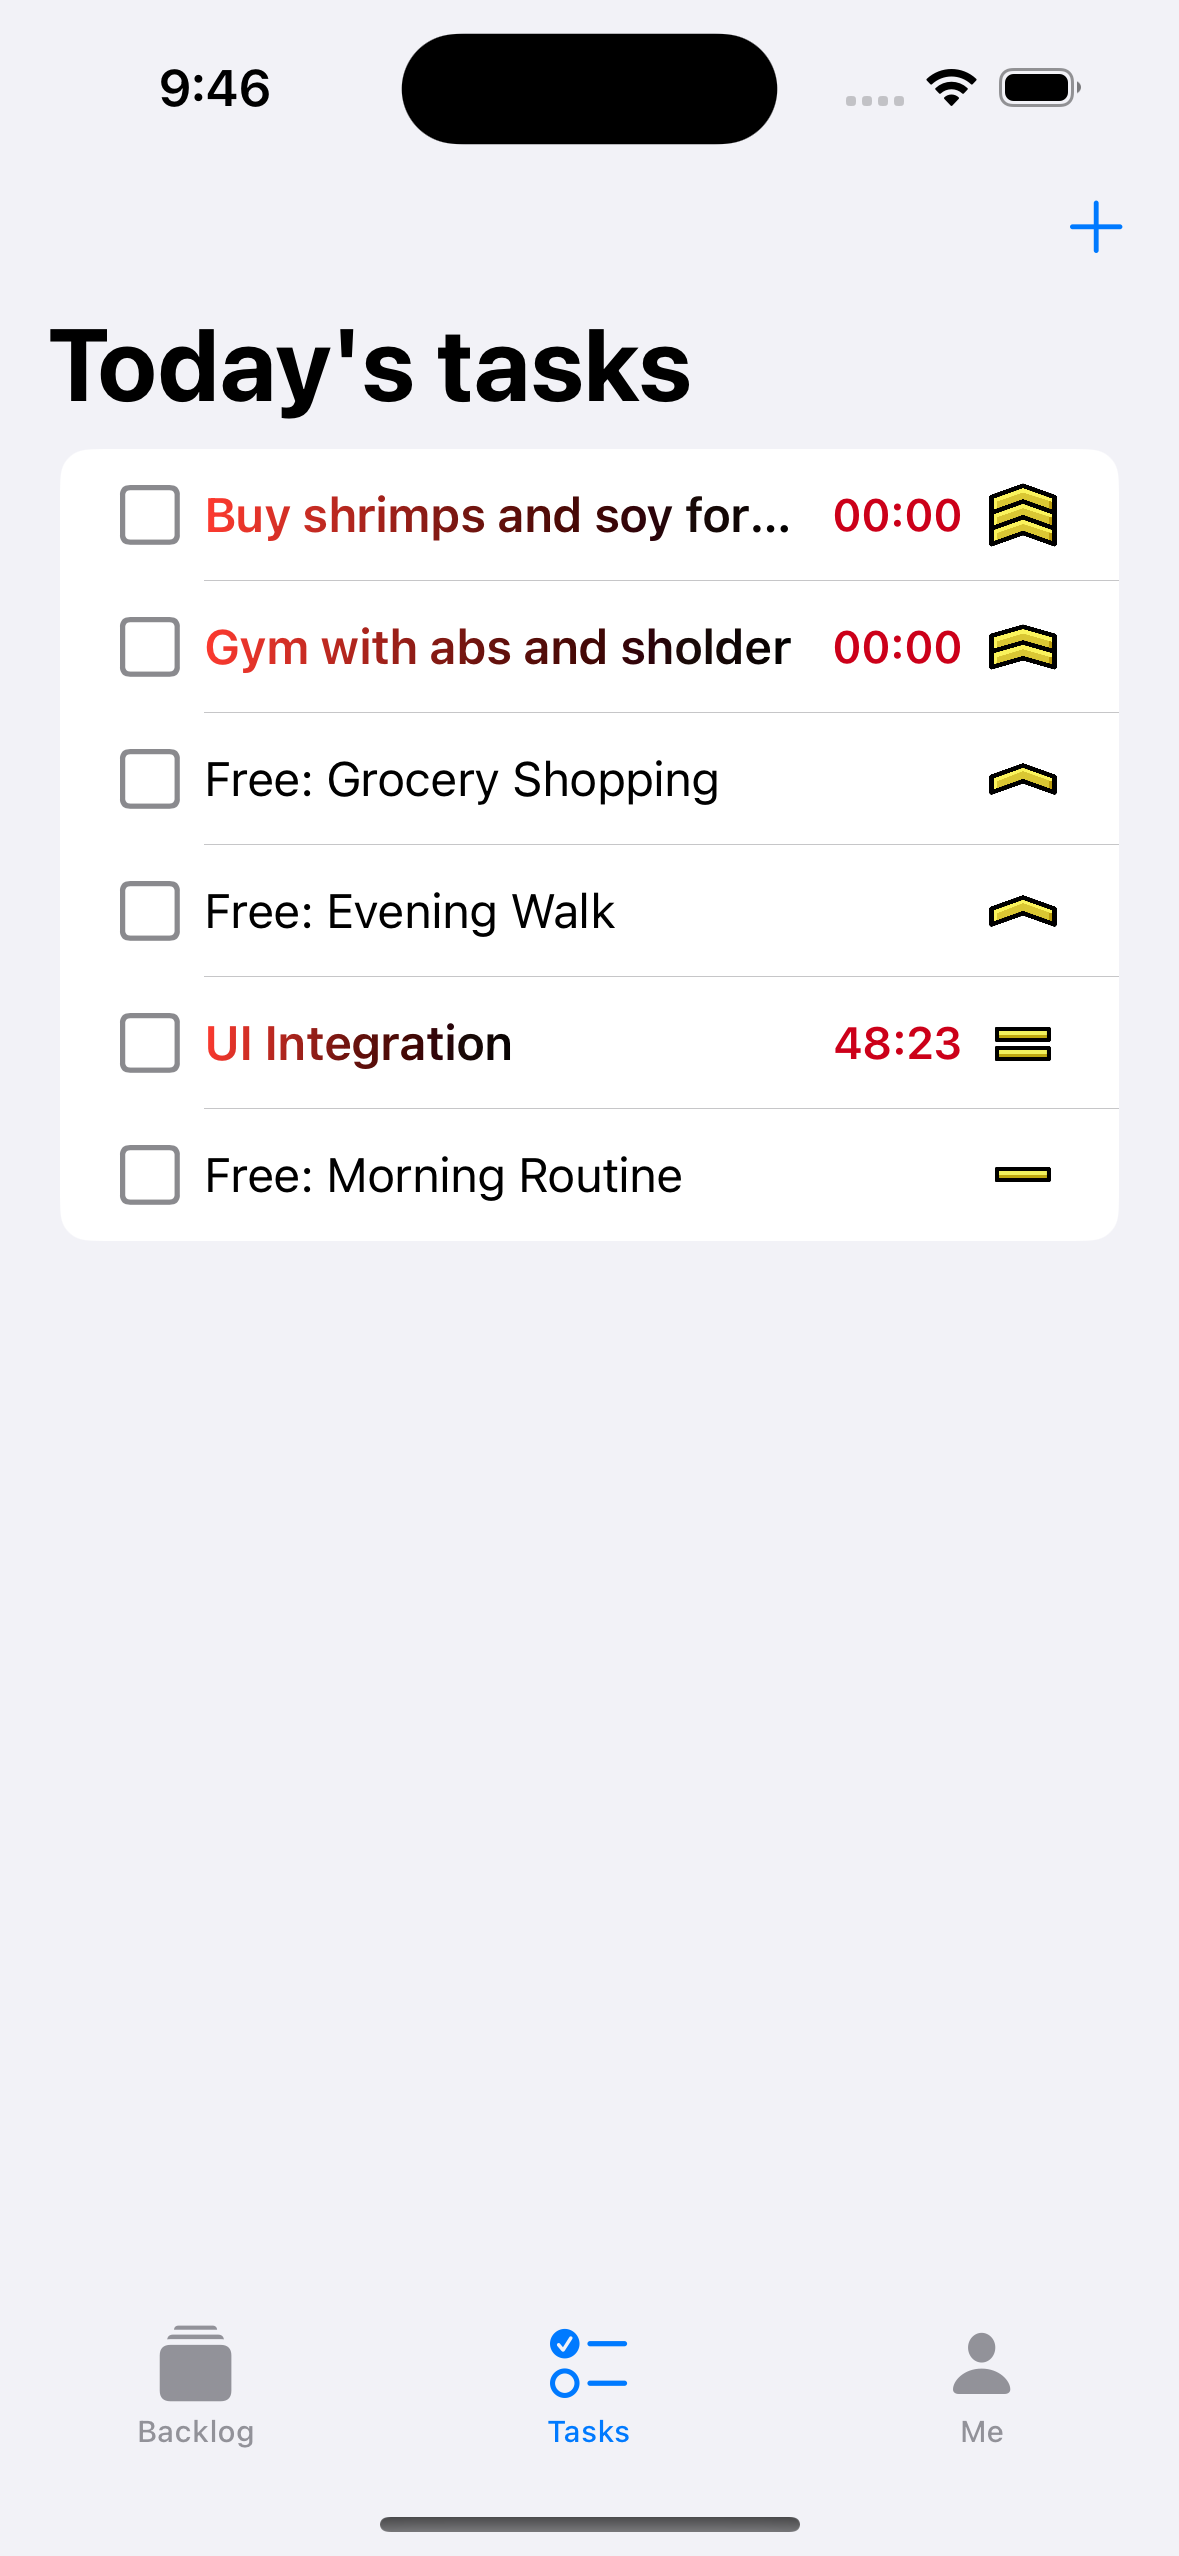 9:46
Today's tasks
Buy shrimps and soy for... 00:00
Gym with abs and sholder 00:00
Free: Grocery Shopping
Free: Evening Walk
UI Integration 48:23
Free: Morning Routine
Backlog Tasks Me